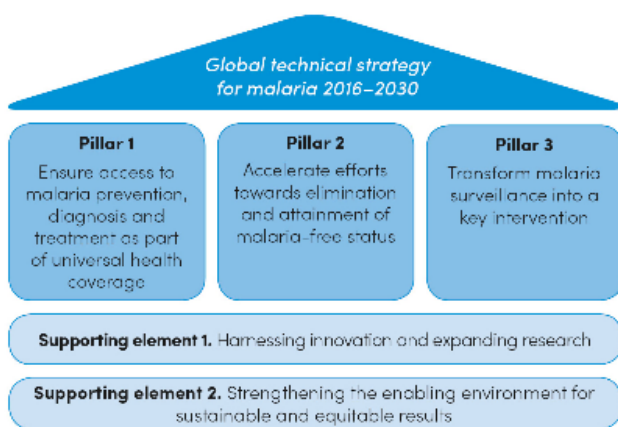 Global technical strategy
for malaria 2016–2030
Pillar 1
Ensure access to
malaria prevention,
diagnosis and
treatment as part
of universal health
coverage
Pillar 2
Accelerate efforts
towards elimination
and attainment of
malaria-free status
Pillar 3
Transform malaria
surveillance into a
key intervention
Supporting element 1. Harnessing innovation and expanding research
Supporting element 2. Strengthening the enabling environment for
sustainable and equitable results